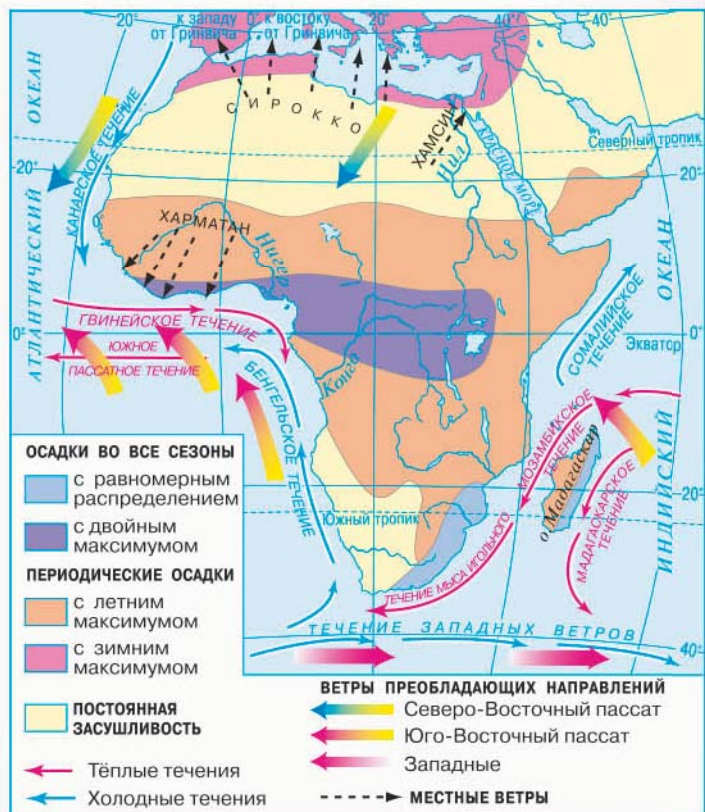 к западу
от Гринвича
0°
к востоку
от Гринвича
20°
40°
40°
СИРОККО
ХАМСИН
Нил
КРАСНОЕ МОРЕ
Северный тропик
АТЛАНТИЧЕСКИЙ ОКЕАН
КАНАРСКОЕ ТЕЧЕНИЕ
20°
20°
ХАРМАТАН
Нигер
ГВИНЕЙСКОЕ ТЕЧЕНИЕ
0°
0°
ЮЖНОЕ
ПАССАТНОЕ ТЕЧЕНИЕ
Конго
БЕНГЕЛЬСКОЕ ТЕЧЕНИЕ
СОМАЛИЙСКОЕ
ТЕЧЕНИЕ
Экватор
ИНДИЙСКИЙ ОКЕАН
МОЗАМБИКСКОЕ
ТЕЧЕНИЕ
о. Мадагаскар
МАДАГАСКАРСКОЕ
ТЕЧЕНИЕ
20°
Южный тропик
ТЕЧЕНИЕ МЫСА ИГОЛЬНОГО
ТЕЧЕНИЕ ЗАПАДНЫХ ВЕТРОВ
40°
ОСАДКИ ВО ВСЕ СЕЗОНЫ
с равномерным
распределением
с двойным
максимумом
ПЕРИОДИЧЕСКИЕ ОСАДКИ
с летним
максимумом
с зимним
максимумом
ПОСТОЯННАЯ
ЗАСУШЛИВОСТЬ
Тёплые течения
Холодные течения
ВЕТРЫ ПРЕОБЛАДАЮЩИХ НАПРАВЛЕНИЙ
Северо-Восточный пассат
Юго-Восточный пассат
Западные
МЕСТНЫЕ ВЕТРЫ